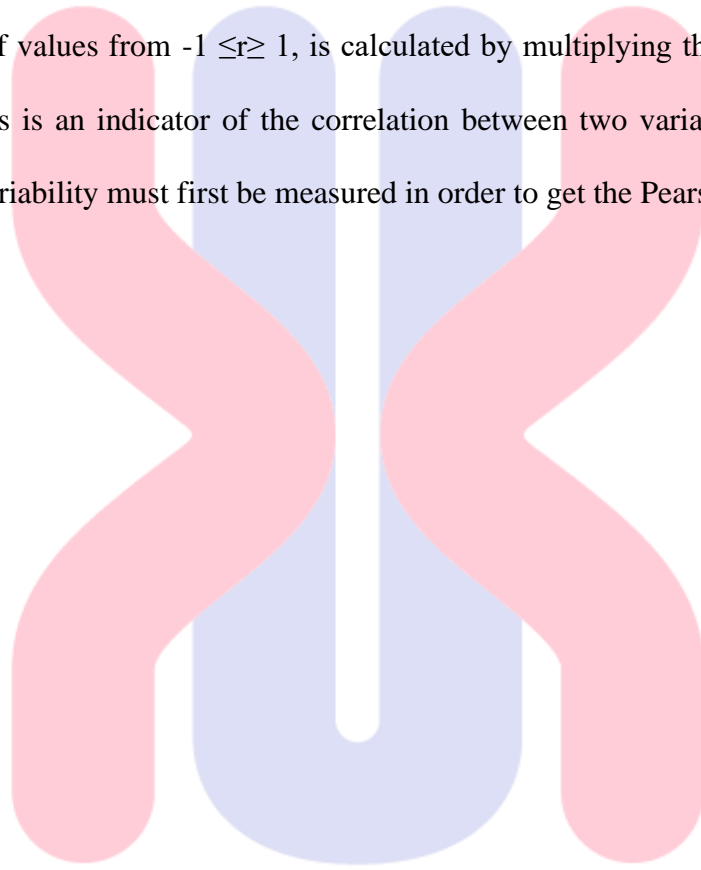 f values from -1 ≤r≥ 1, is calculated by multiplying th
s is an indicator of the correlation between two varia
riability must first be measured in order to get the Pears